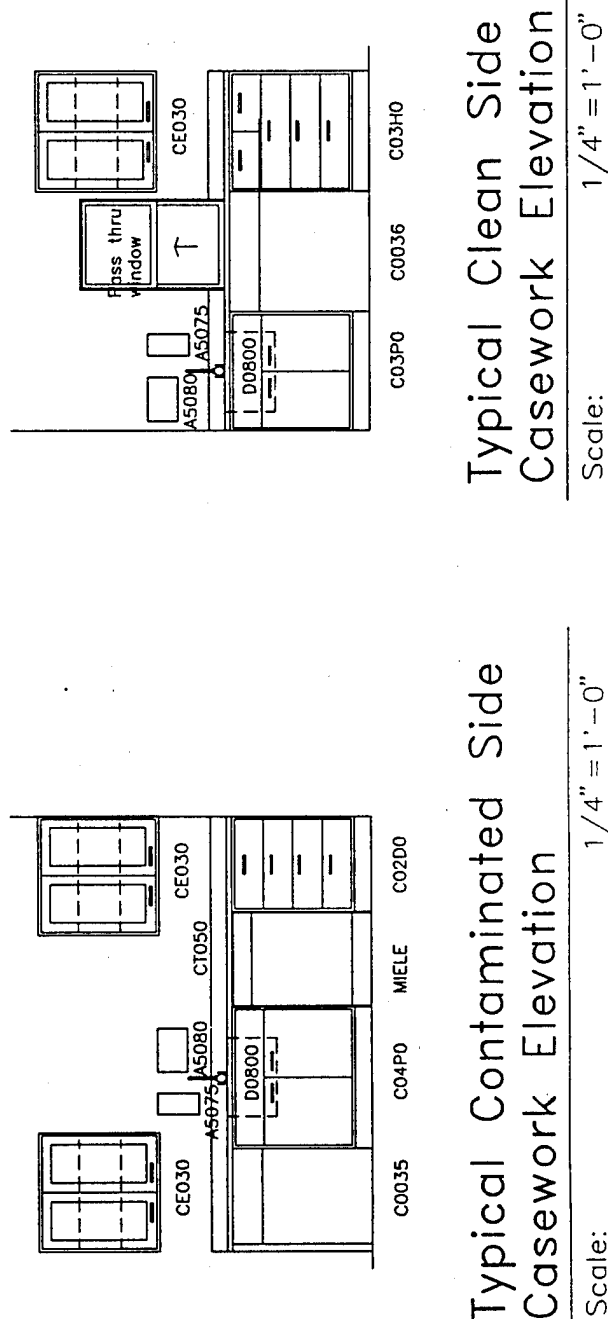 CE030
CE030
A5075
A5080
CT050
D0800
C0035
C04P0
MIELE
C02D0
Typical Contaminated Side
Casework Elevation
Scale:
1/4"=1'-0"
Pass thru
window
CE030
A5080
A5075
D0800
C03P0
C0036
C03H0
Typical Clean Side
Casework Elevation
Scale:
1/4"=1'-0"